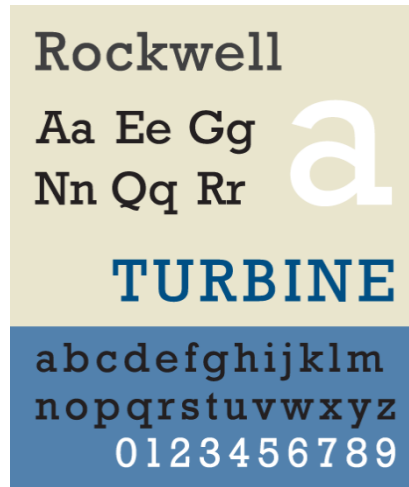 Rockwell
Aa Ee Gg
Nn Qq Rr
a
TURBINE
abcdefghijklm
nopqrstuvwxyz
0123456789